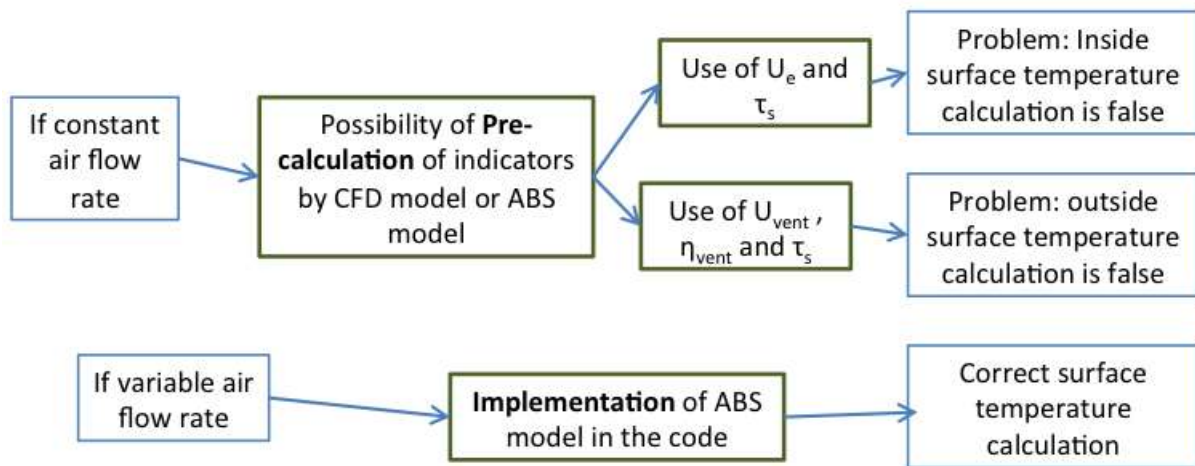 If constant
air flow
rate
Possibility of Pre-
calculation of indicators
by CFD model or ABS
model
Use of Uₑ and
τₛ
Problem: Inside
surface temperature
calculation is false
Use of U_vent ,
η_vent and τₛ
Problem: outside
surface temperature
calculation is false
If variable air
flow rate
Implementation of ABS
model in the code
Correct surface
temperature
calculation